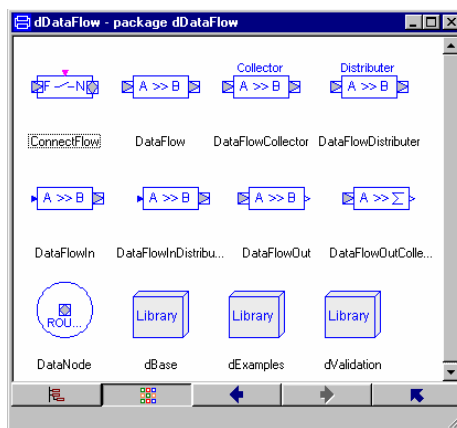 dDataFlow - package dDataFlow
Collector Distributer
F N A >> B A >> B A >> B
ConnectFlow DataFlow DataFlowCollector DataFlowDistributer
A >> B A >> B A >> B A >> Σ
DataFlowIn DataFlowInDistribu... DataFlowOut DataFlowOutColle...
ROU... Library Library Library
DataNode dBase dExamples dValidation